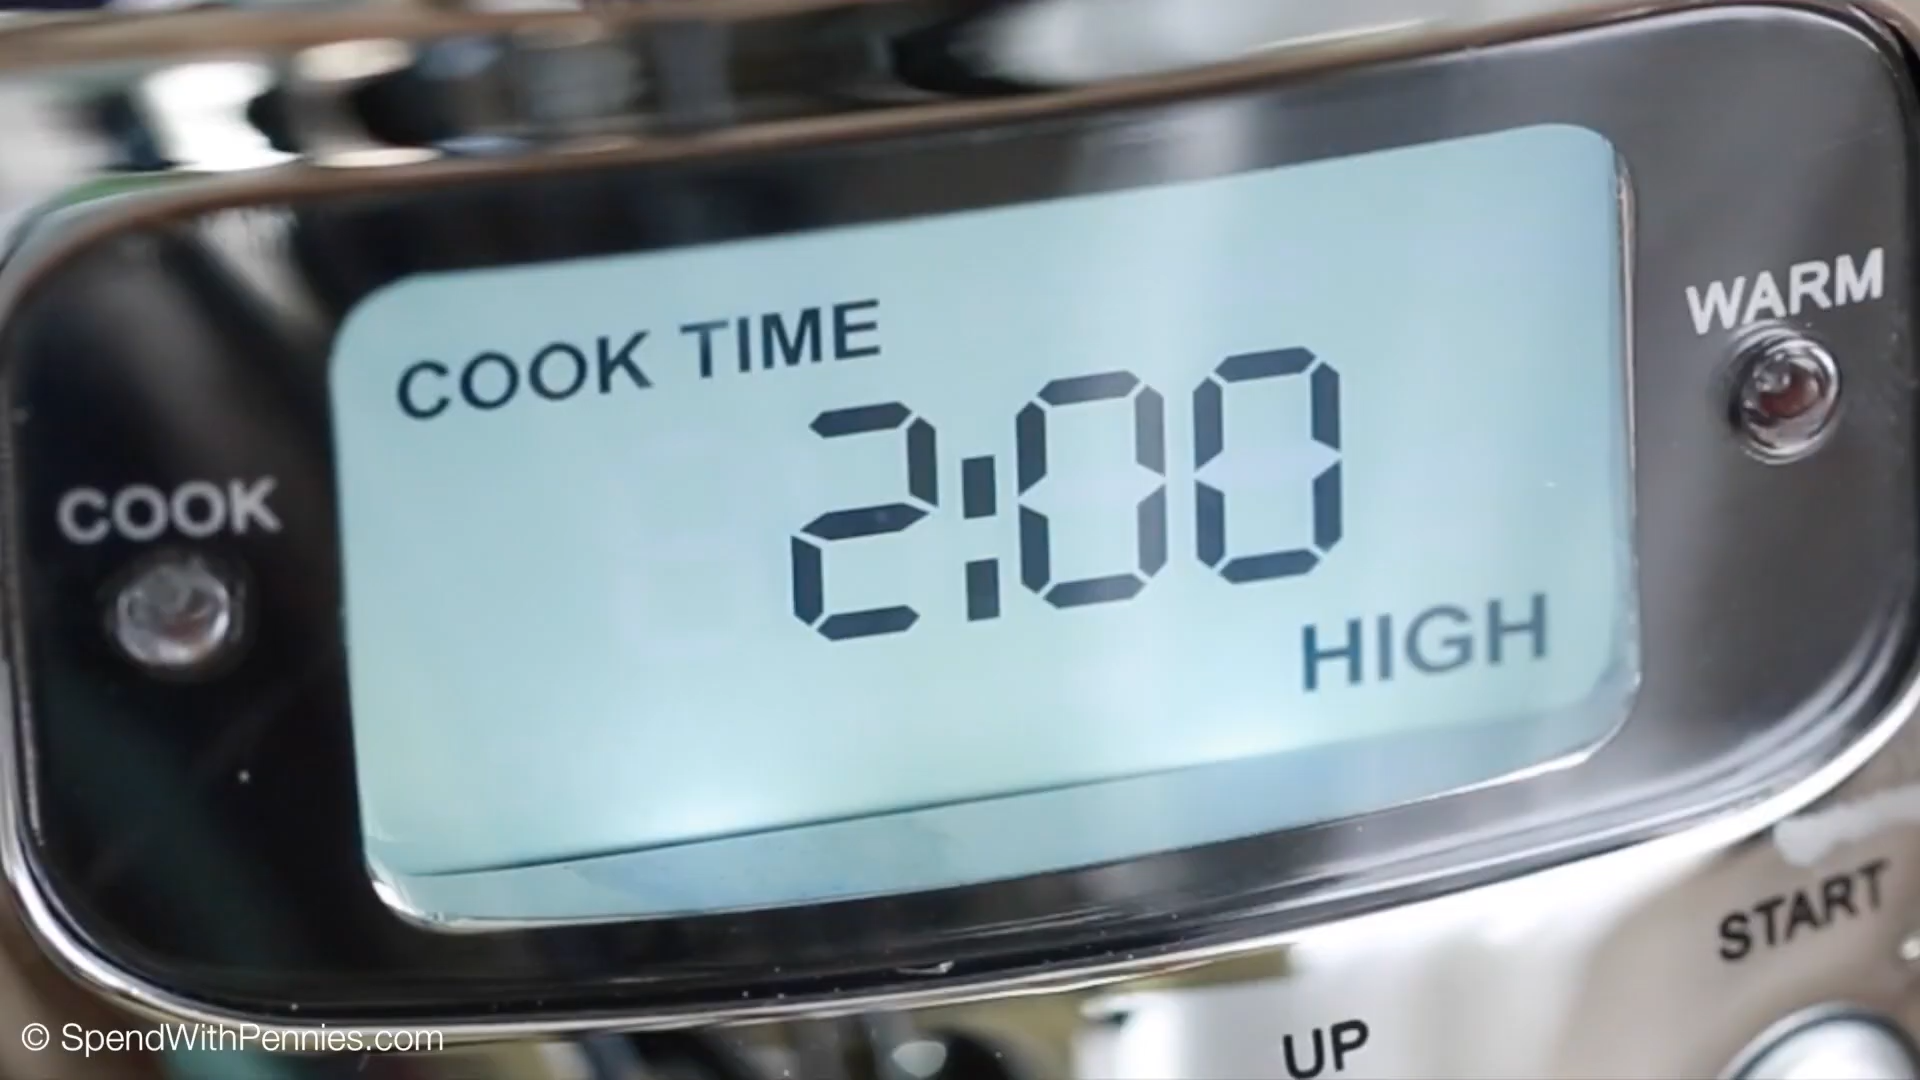 COOK TIME
WARM
2:00
COOK
HIGH
START
UP
© SpendWithPennies.com